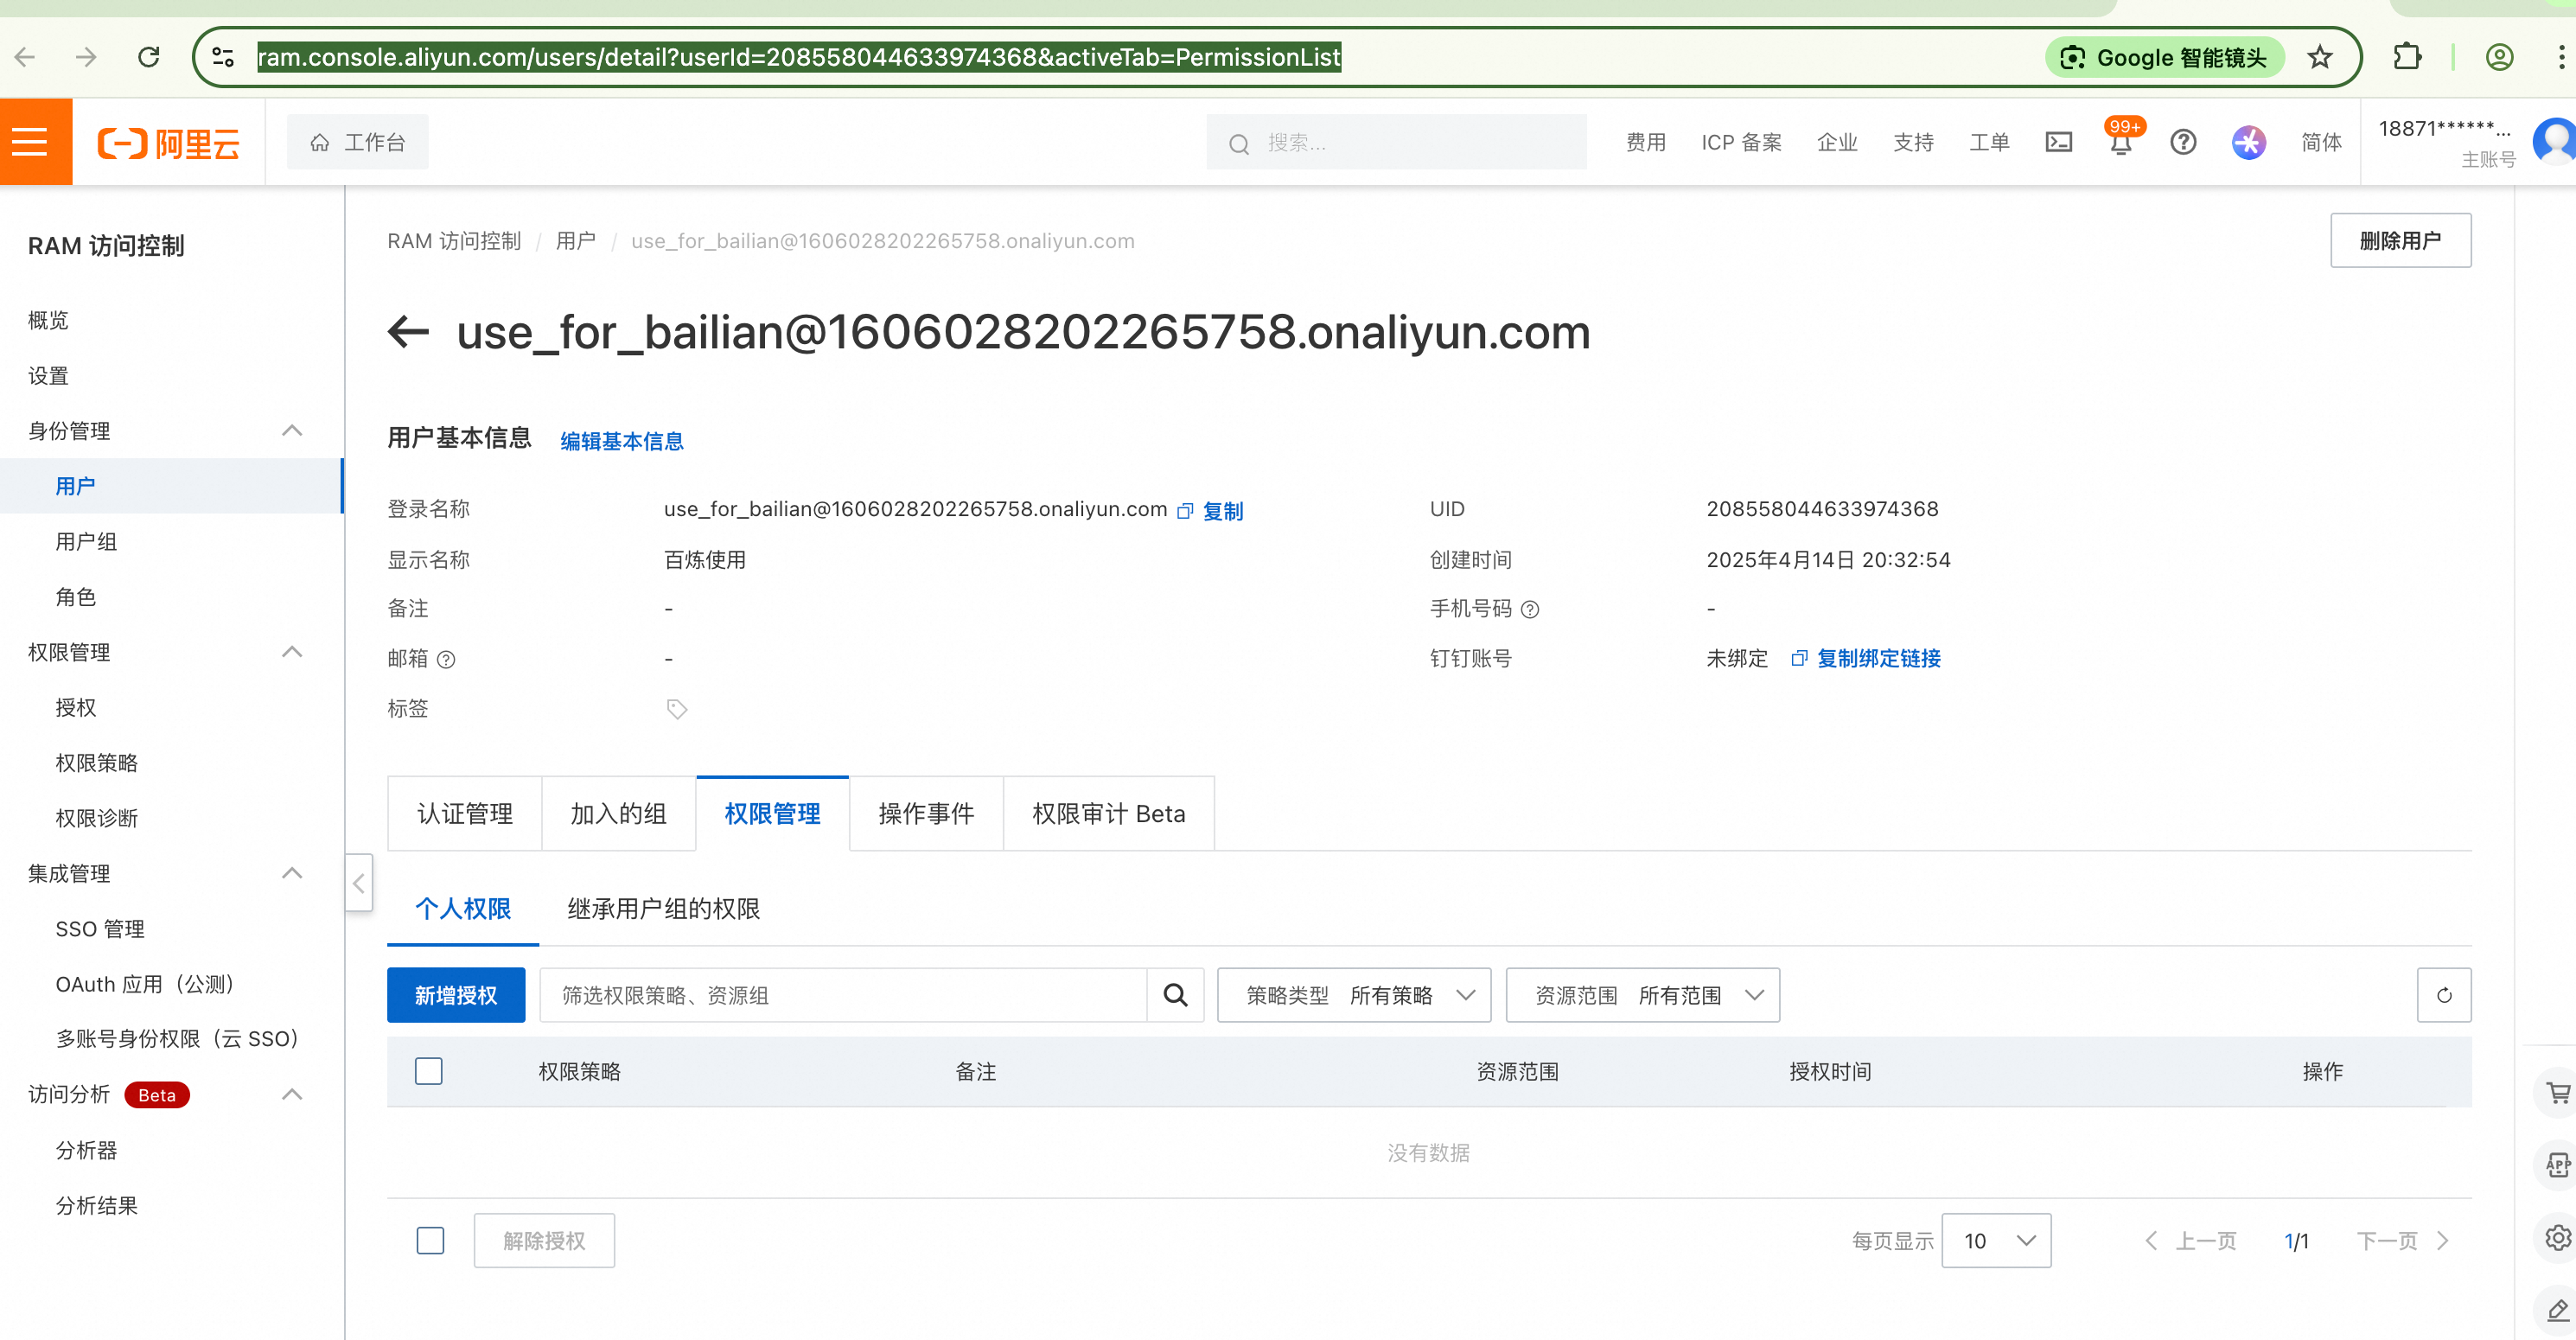 ram.console.aliyun.com/users/detail?userId=208558044633974368&activeTab=PermissionList
Google 智能镜头
阿里云
工作台
搜索...
费用
ICP 备案
企业
支持
工单
99+
简体
18871******...
主账号
RAM 访问控制
概览
设置
身份管理
用户
用户组
角色
权限管理
授权
权限策略
权限诊断
集成管理
SSO 管理
OAuth 应用（公测）
多账号身份权限（云 SSO）
访问分析 Beta
分析器
分析结果
RAM 访问控制 / 用户 / use_for_bailian@1606028202265758.onaliyun.com
删除用户
use_for_bailian@1606028202265758.onaliyun.com
用户基本信息 编辑基本信息
登录名称 use_for_bailian@1606028202265758.onaliyun.com 复制
UID 208558044633974368
显示名称 百炼使用
创建时间 2025年4月14日 20:32:54
备注 -
手机号码 -
邮箱 -
钉钉账号 未绑定 复制绑定链接
标签
认证管理 加入的组 权限管理 操作事件 权限审计 Beta
个人权限 继承用户组的权限
新增授权 筛选权限策略、资源组 策略类型 所有策略 资源范围 所有范围
权限策略 备注 资源范围 授权时间 操作
没有数据
解除授权 每页显示 10 上一页 1/1 下一页
APP